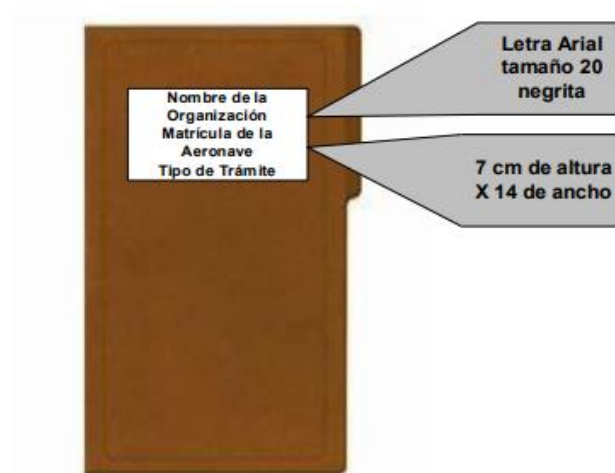 Nombre de la
Organización
Matrícula de la
Aeronave
Tipo de Trámite
Letra Arial
tamaño 20
negrita
7 cm de altura
X 14 de ancho